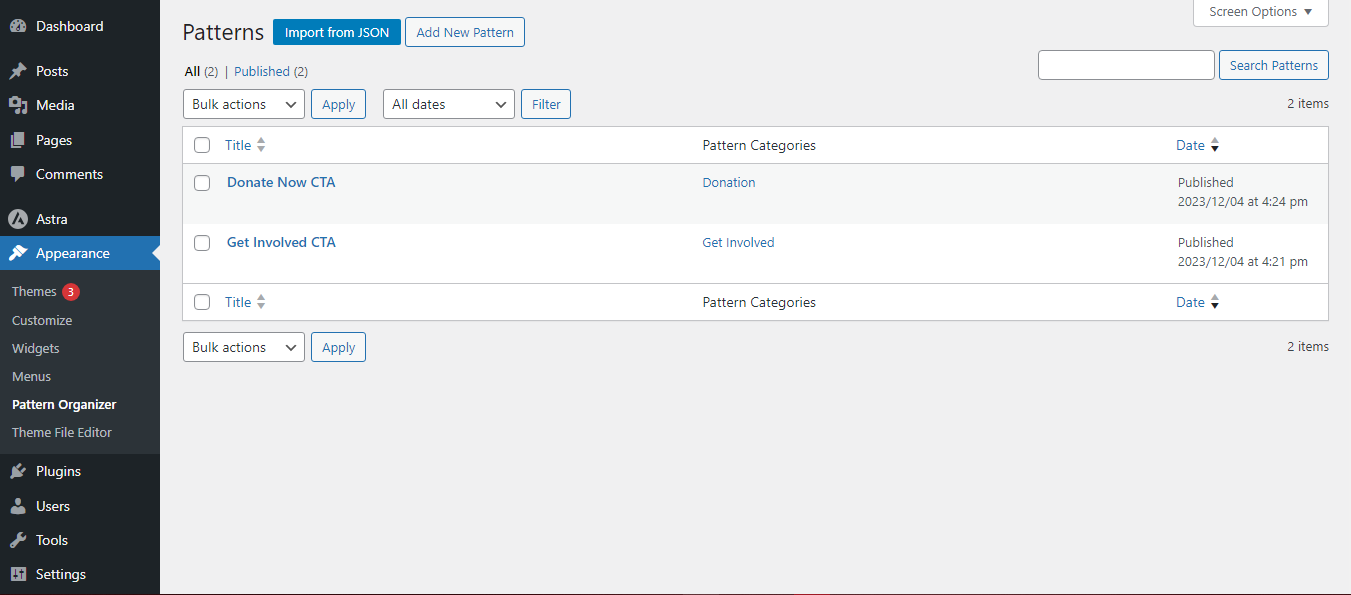 Dashboard
Posts
Media
Pages
Comments
Astra
Appearance
Themes 3
Customize
Widgets
Menus
Pattern Organizer
Theme File Editor
Plugins
Users
Tools
Settings
Screen Options
Patterns Import from JSON Add New Pattern
All (2) | Published (2)
Search Patterns
Bulk actions Apply All dates Filter
2 items
Title Pattern Categories Date
Donate Now CTA Donation Published
2023/12/04 at 4:24 pm
Get Involved CTA Get Involved Published
2023/12/04 at 4:21 pm
Title Pattern Categories Date
Bulk actions Apply
2 items